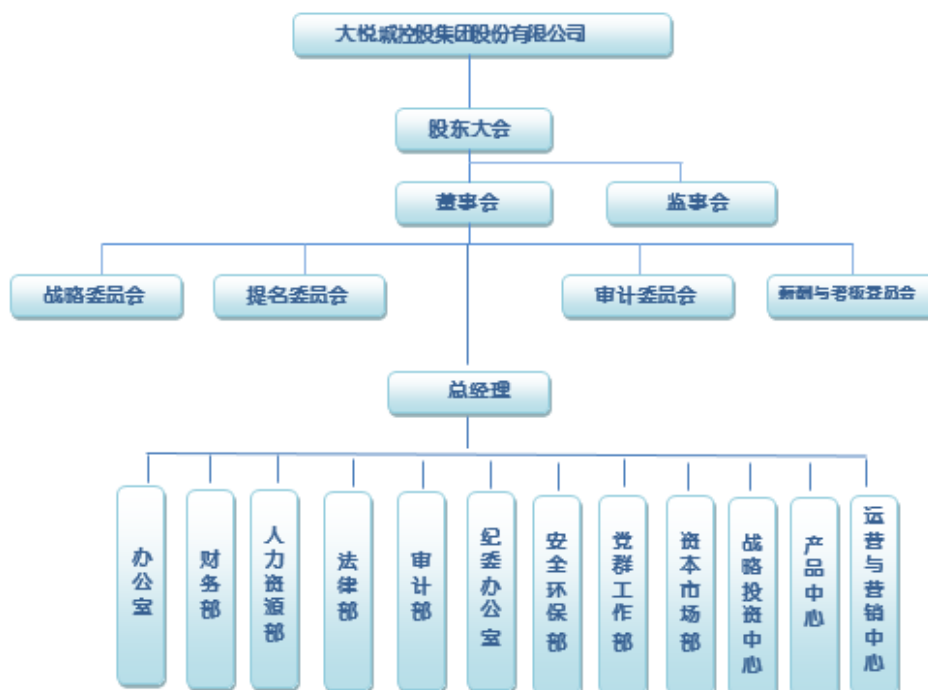 大悦城控股集团股份有限公司
股东大会
董事会
监事会
战略委员会
提名委员会
审计委员会
薪酬与考核委员会
总经理
办公室
财务部
人力资源部
法律部
审计部
纪委办公室
安全环保部
党群工作部
资本市场部
战略投资中心
产品中心
运营与营销中心